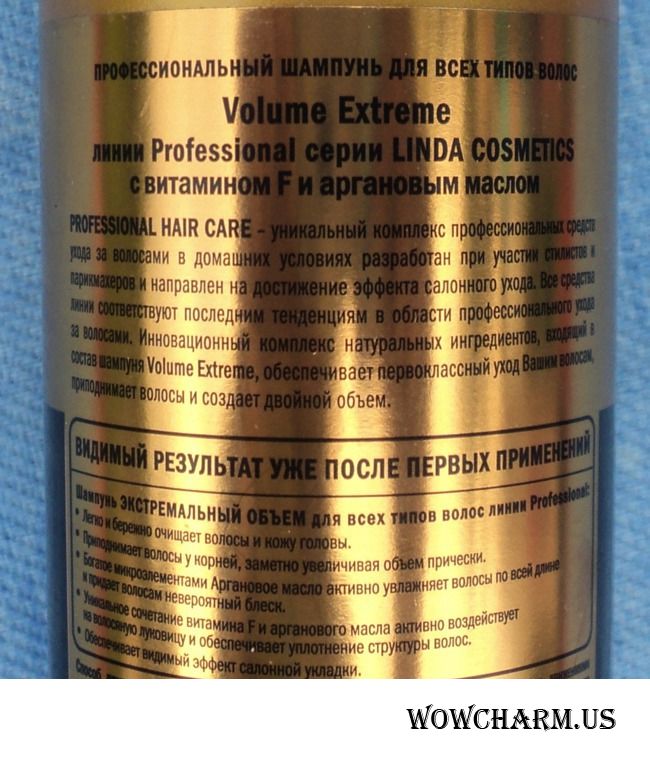 ПРОФЕССИОНАЛЬНЫЙ ШАМПУНЬ ДЛЯ ВСЕХ ТИПОВ ВОЛОС
Volume Extreme
линии Professional серии LINDA COSMETICS
с витамином F и аргановым маслом
PROFESSIONAL HAIR CARE – уникальный комплекс профессиональных средств
ухода за волосами в домашних условиях разработан при участии стилистов и
парикмахеров и направлен на достижение эффекта салонного ухода. Все средства
линии соответствуют последним тенденциям в области профессионального ухода
за волосами. Инновационный комплекс натуральных ингредиентов, входящий в
состав шампуня Volume Extreme, обеспечивает первоклассный уход Вашим волосам,
приподнимает волосы и создает двойной объем.
ВИДИМЫЙ РЕЗУЛЬТАТ УЖЕ ПОСЛЕ ПЕРВЫХ ПРИМЕНЕНИЙ
Шампунь ЭКСТРЕМАЛЬНЫЙ ОБЪЕМ для всех типов волос линии Professional:
• Легко и бережно очищает волосы и кожу головы.
• Приподнимает волосы у корней, заметно увеличивая объем прически.
• Богатое микроэлементами Аргановое масло активно увлажняет волосы по всей длине
и придает волосам невероятный блеск.
• Уникальное сочетание витамина F и арганового масла активно воздействует
на волосяную луковицу и обеспечивает уплотнение структуры волос.
• Обеспечивает видимый эффект салонной укладки.
Способ
WOWCHARM.US